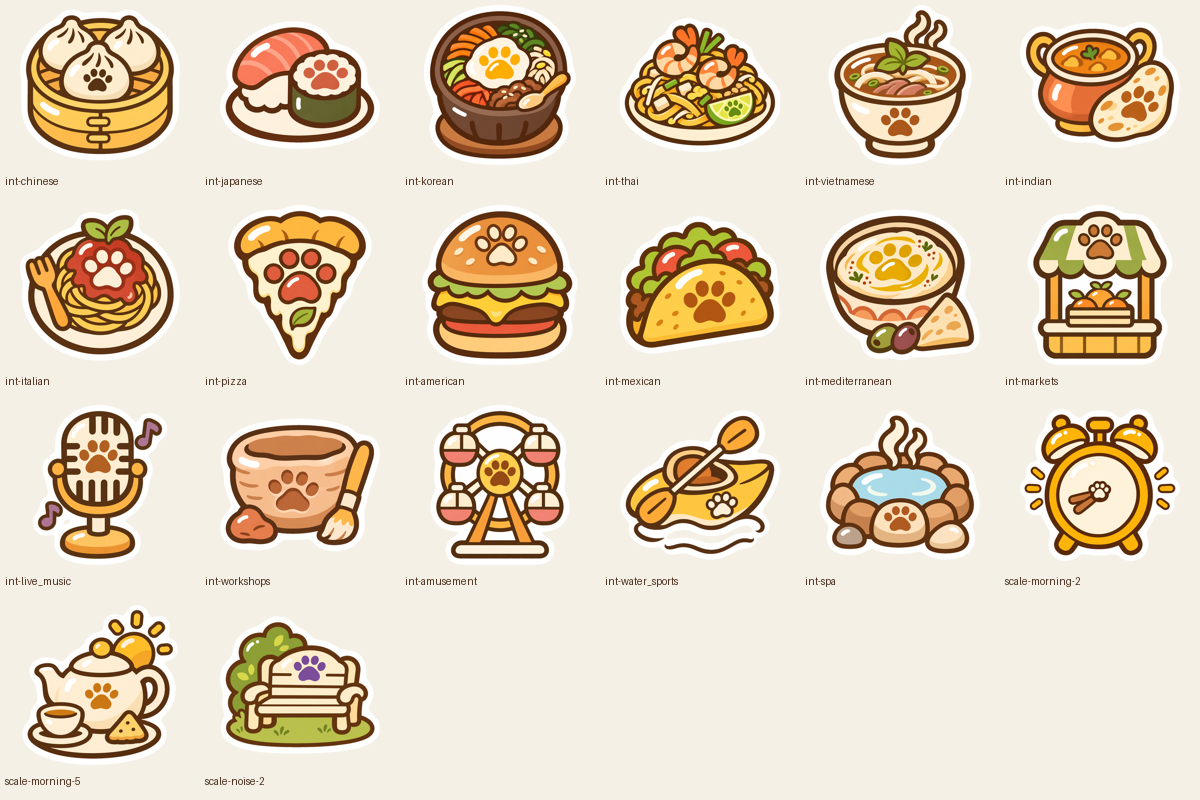 int-chinese
int-japanese
int-korean
int-thai
int-vietnamese
int-indian
int-italian
int-pizza
int-american
int-mexican
int-mediterranean
int-markets
int-live_music
int-workshops
int-amusement
int-water_sports
int-spa
scale-morning-2
scale-morning-5
scale-noise-2